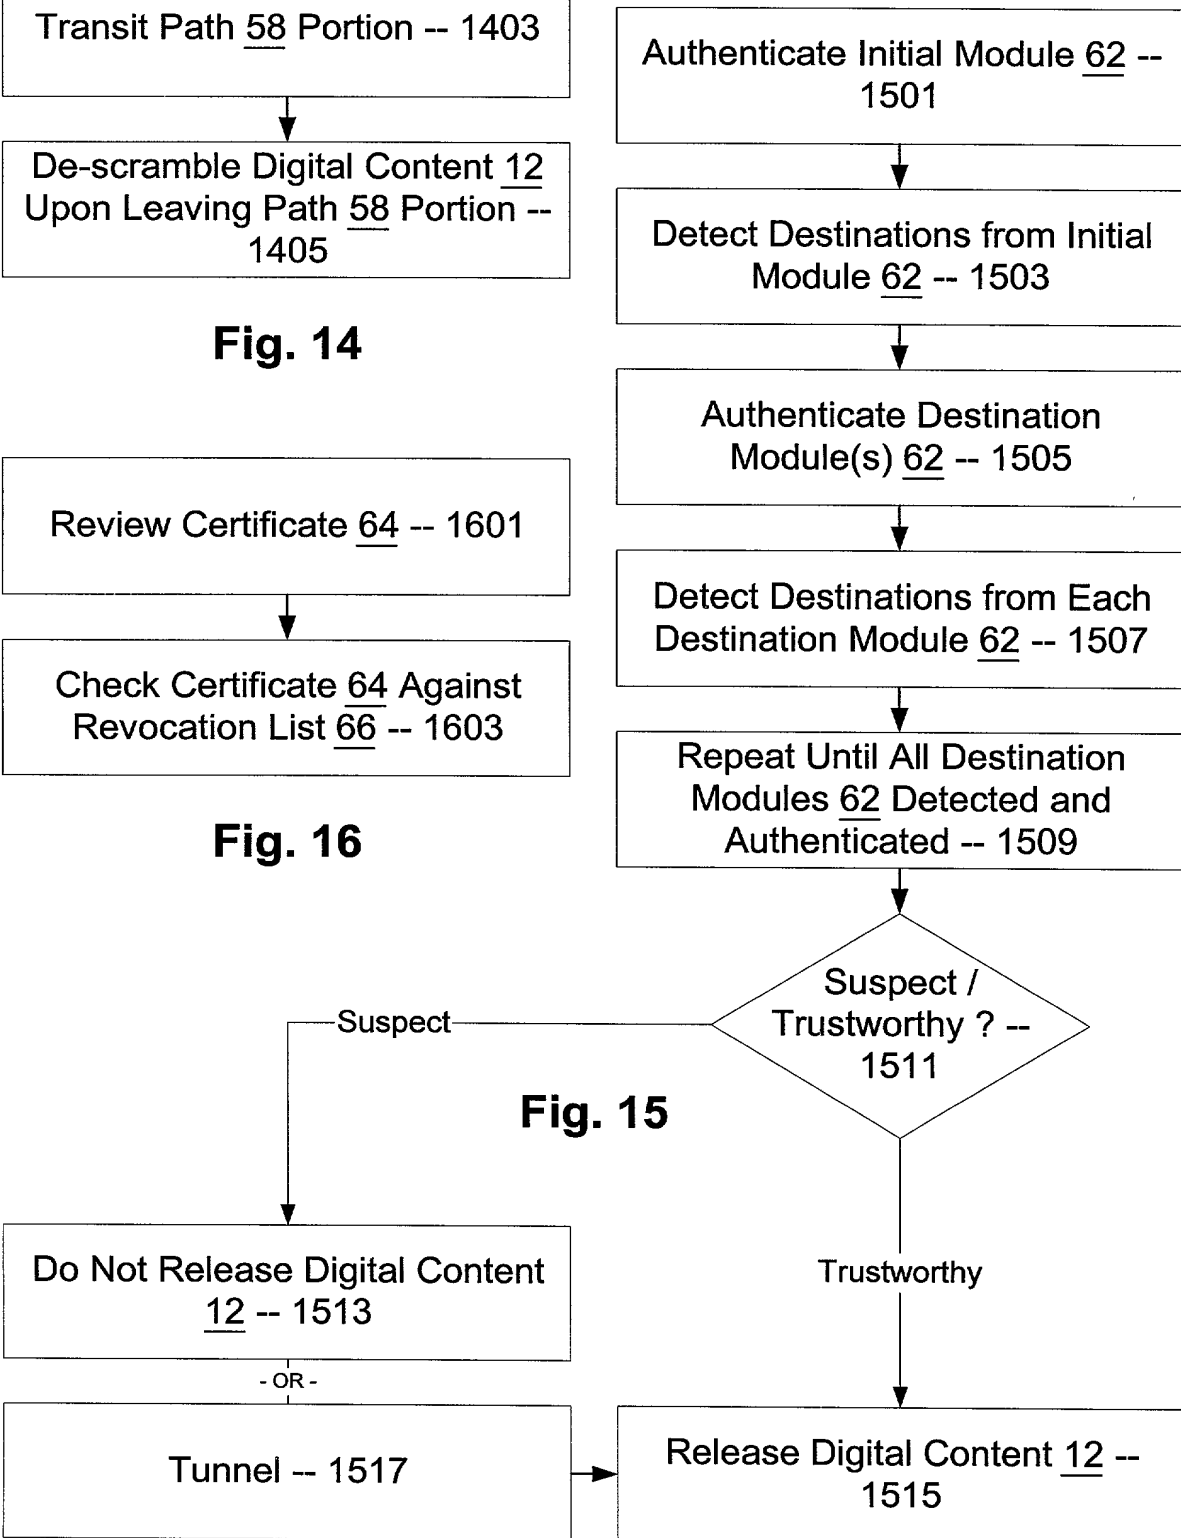 Transit Path 58 Portion -- 1403
De-scramble Digital Content 12
Upon Leaving Path 58 Portion --
1405
Fig. 14
Review Certificate 64 -- 1601
Check Certificate 64 Against
Revocation List 66 -- 1603
Fig. 16
Authenticate Initial Module 62 --
1501
Detect Destinations from Initial
Module 62 -- 1503
Authenticate Destination
Module(s) 62 -- 1505
Detect Destinations from Each
Destination Module 62 -- 1507
Repeat Until All Destination
Modules 62 Detected and
Authenticated -- 1509
Suspect /
Trustworthy ? --
1511
Suspect
Fig. 15
Do Not Release Digital Content
12 -- 1513
- OR -
Tunnel -- 1517
Trustworthy
Release Digital Content 12 --
1515